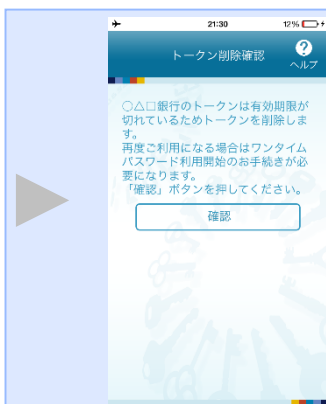 21:30 12%
トークン削除確認
?
ヘルプ
○△□銀行のトークンは有効期限が
切れているためトークンを削除しま
す。
再度ご利用になる場合はワンタイム
パスワード利用開始のお手続きが必
要になります。
「確認」ボタンを押してください。
確認